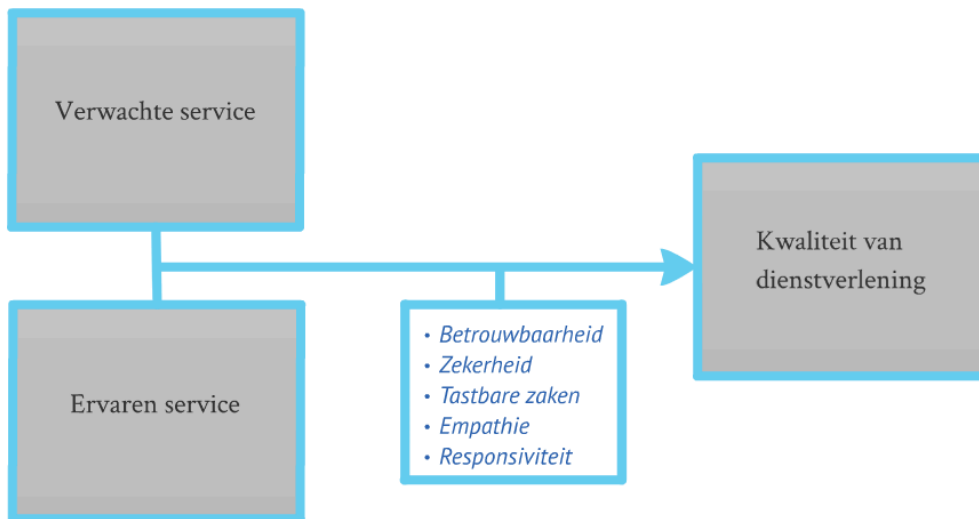 Verwachte service
Kwaliteit van
dienstverlening
Ervaren service
• Betrouwbaarheid
• Zekerheid
• Tastbare zaken
• Empathie
• Responsiviteit